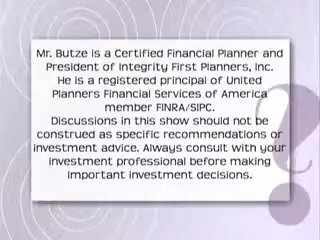 Mr. Butze is a Certified Financial Planner and
President of Integrity First Planners, Inc.
He is a registered principal of United
Planners Financial Services of America
member FINRA/SIPC.
Discussions in this show should not be
construed as specific recommendations or
investment advice. Always consult with your
investment professional before making
important investment decisions.